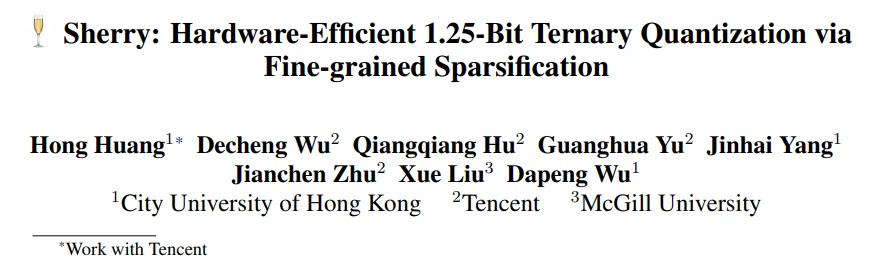 Sherry: Hardware-Efficient 1.25-Bit Ternary Quantization via
Fine-grained Sparsification
Hong Huang1* Decheng Wu2 Qiangqiang Hu2 Guanghua Yu2 Jinhai Yang1
Jianchen Zhu2 Xue Liu3 Dapeng Wu1
1City University of Hong Kong 2Tencent 3McGill University
*Work with Tencent